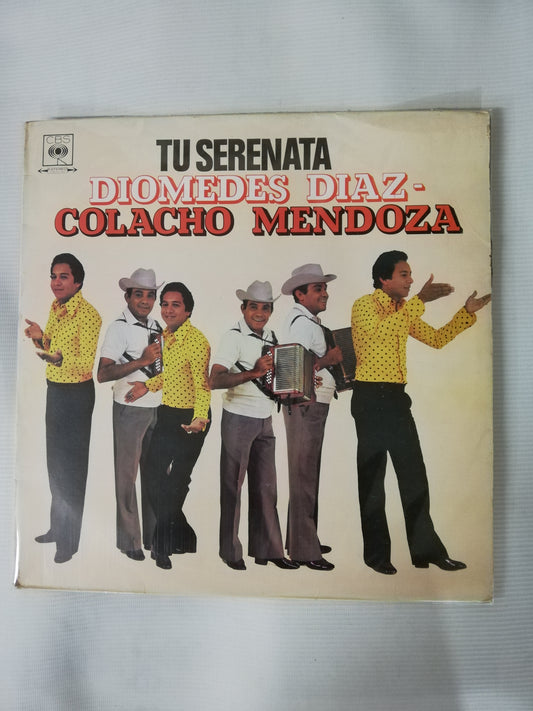 CBS
TU SERENATA
DIOMEDES DIAZ-
COLACHO MENDOZA